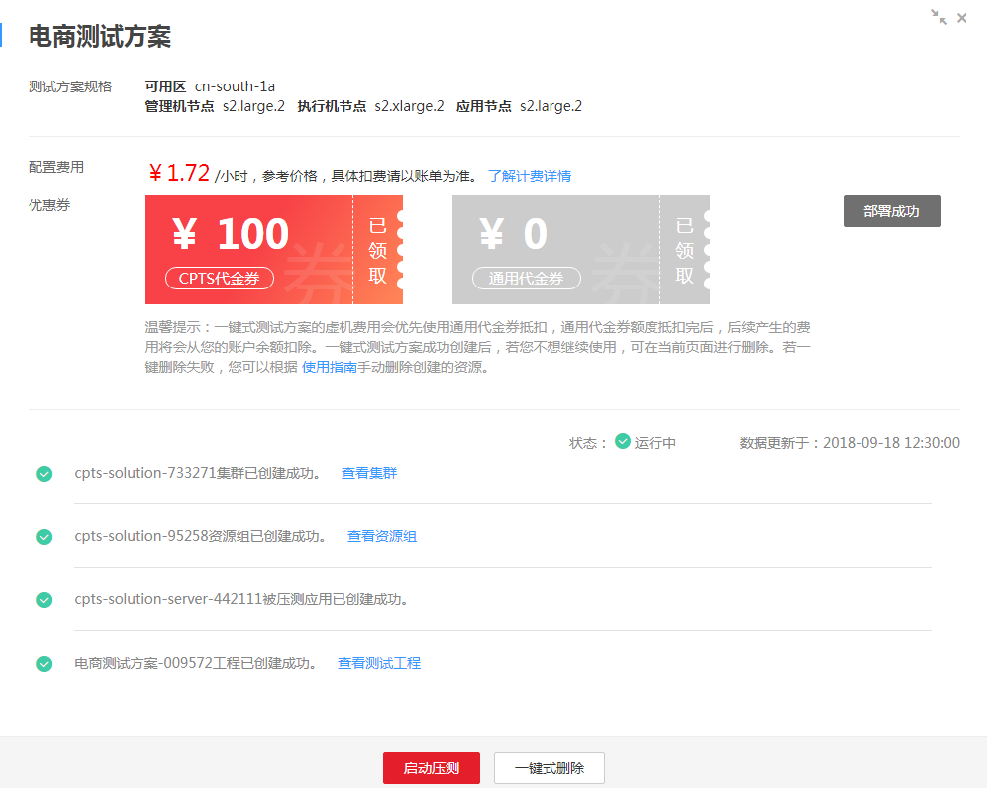 电商测试方案
测试方案规格 可用区 cn-south-1a
管理机节点 s2.large.2 执行机节点 s2.xlarge.2 应用节点 s2.large.2
配置费用 ¥1.72 /小时，参考价格，具体扣费请以账单为准。 了解计费详情
优惠券
¥ 100
CPTS代金券
券
已领取
¥ 0
通用代金券
券
已领取
部署成功
温馨提示：一键式测试方案的虚机费用会优先使用通用代金券抵扣，通用代金券额度抵扣完后，后续产生的费
用将会从您的账户余额扣除。一键式测试方案成功创建后，若您不想继续使用，可在当前页面进行删除。若一
键删除失败，您可以根据 使用指南手动删除创建的资源。
状态： 运行中 数据更新于：2018-09-18 12:30:00
cpts-solution-733271集群已创建成功。 查看集群
cpts-solution-95258资源组已创建成功。 查看资源组
cpts-solution-server-442111被压测应用已创建成功。
电商测试方案-009572工程已创建成功。 查看测试工程
启动压测 一键式删除